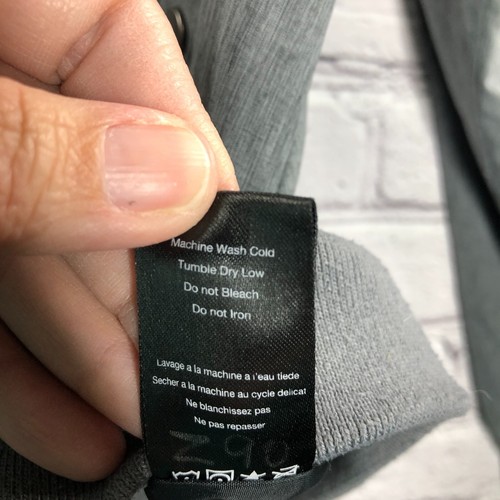 Machine Wash Cold
Tumble Dry Low
Do not Bleach
Do not Iron
Lavage a la machine a l'eau tiede
Secher a la machine au cycle delicat
Ne blanchissez pas
Ne pas repasser